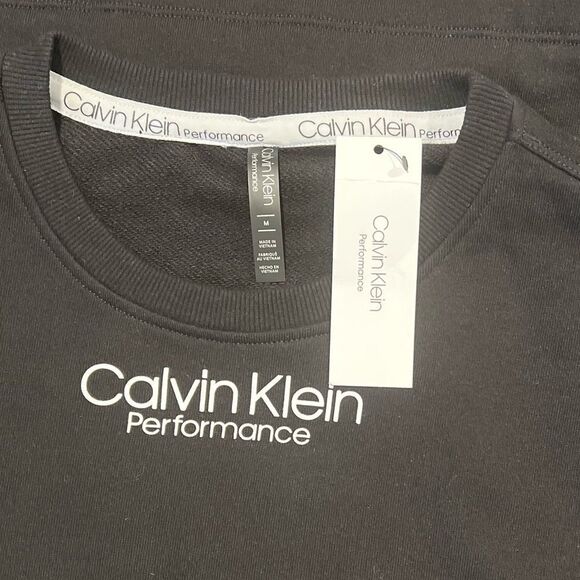 Calvin Klein Performance
Calvin Klein Perform
Calvin Klein
Performance
M
MADE IN
VIETNAM
FABRIQUÉ
AU VIETNAM
HECHO EN
VIETNAM
Calvin Klein
Performance
Calvin Klein
Performance